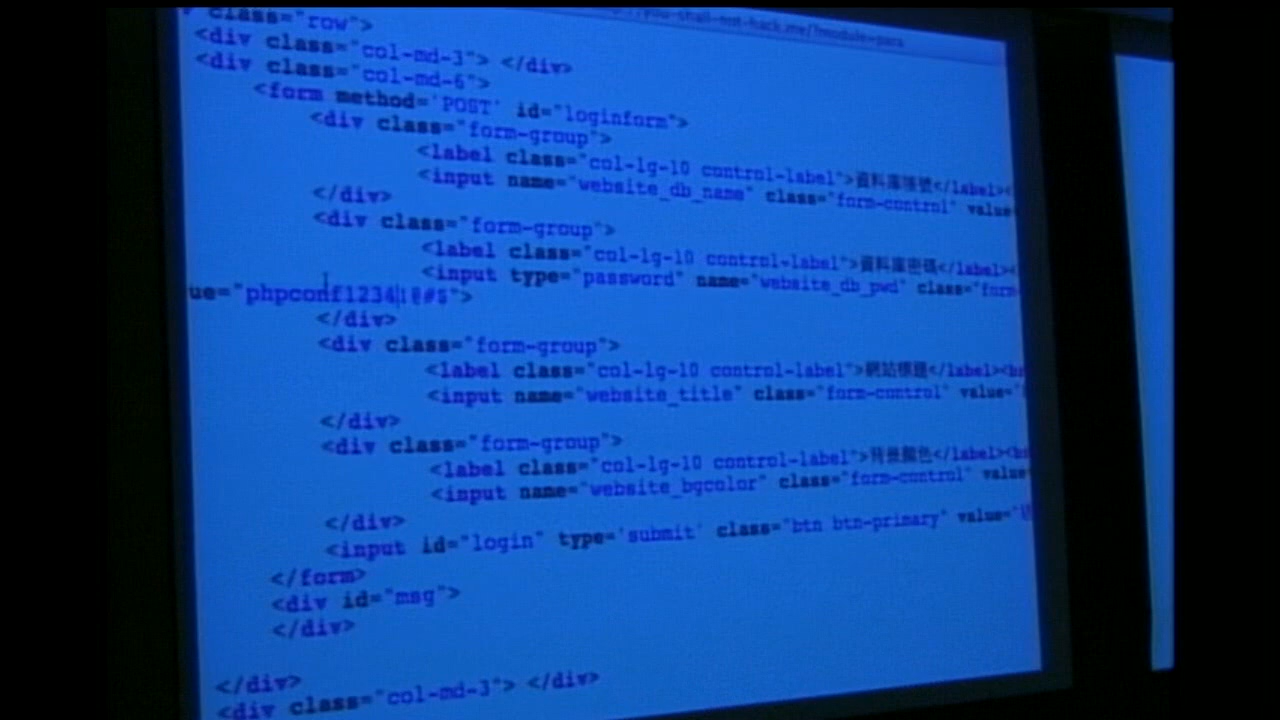 class="row">
<div class="col-md-3"> </div>
<div class="col-md-6">
<form method='POST' id="loginform">
<div class="form-group">
<label class="col-lg-10 control-label">資料庫帳號</label><
<input name="website_db_name" class="form-control" value=
</div>
<div class="form-group">
<label class="col-lg-10 control-label">資料庫密碼</label><
<input type="password" name="website_db_pwd" class="form-
ue="phpconf1234!@#$">
</div>
<div class="form-group">
<label class="col-lg-10 control-label">網站標題</label><br
<input name="website_title" class="form-control" value="
</div>
<div class="form-group">
<label class="col-lg-10 control-label">背景顏色</label><br
<input name="website_bgcolor" class="form-control" value=
</div>
<input id="login" type='submit' class="btn btn-primary" value="
</form>
<div id="msg">
</div>
</div>
<div class="col-md-3"> </div>